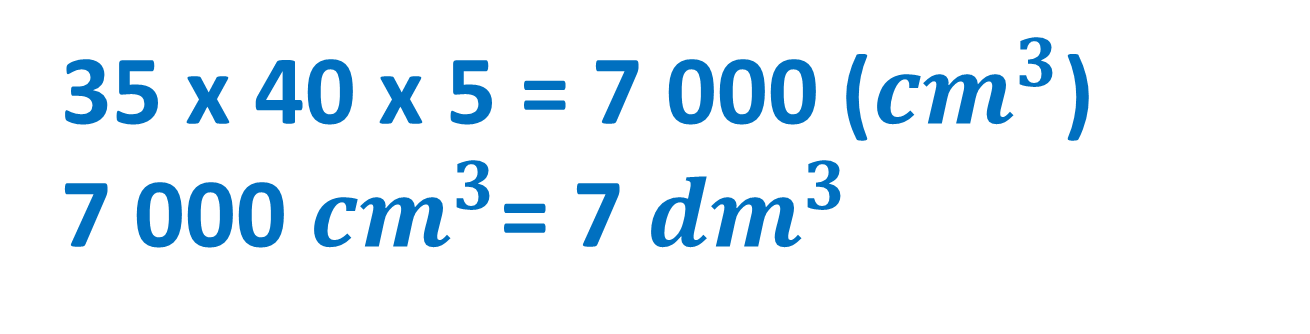 35 x 40 x 5 = 7 000 (cm³)
7 000 cm³= 7 dm³